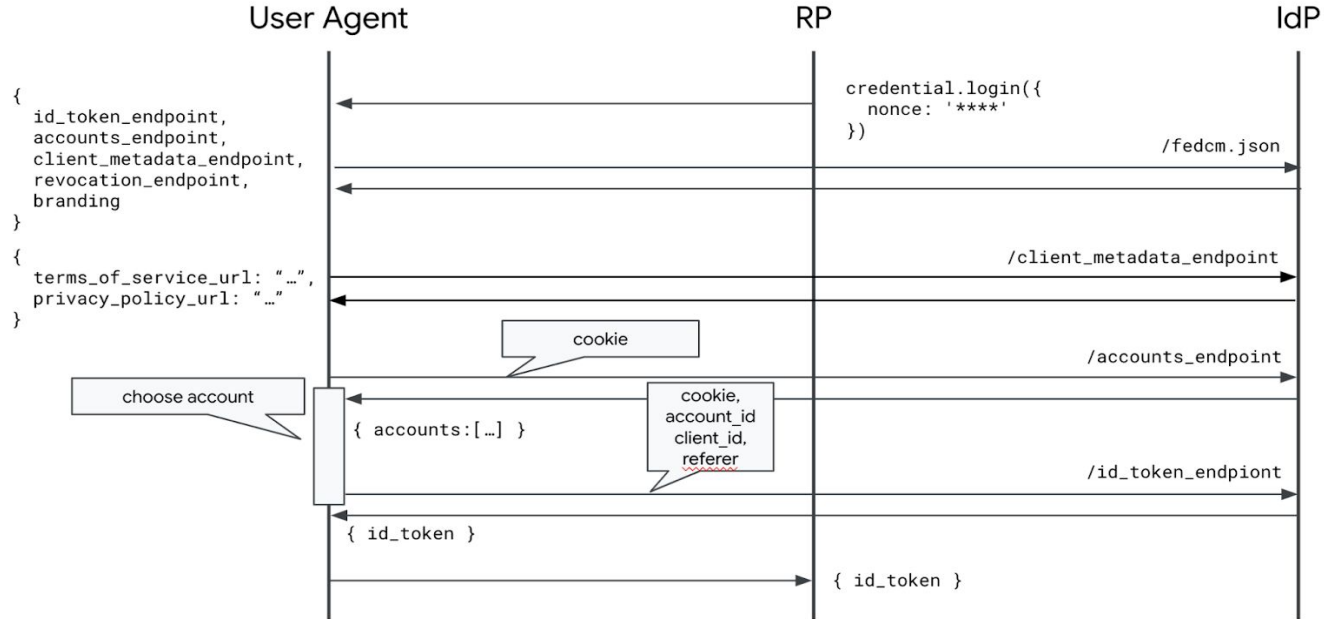 User Agent
RP
IdP
{
id_token_endpoint,
accounts_endpoint,
client_metadata_endpoint,
revocation_endpoint,
branding
}
credential.login({
nonce: '****'
})
/fedcm.json
{
terms_of_service_url: “…”,
privacy_policy_url: “…”
}
/client_metadata_endpoint
cookie
/accounts_endpoint
choose account
{ accounts:[…] }
cookie,
account_id
client_id,
referer
/id_token_endpiont
{ id_token }
{ id_token }